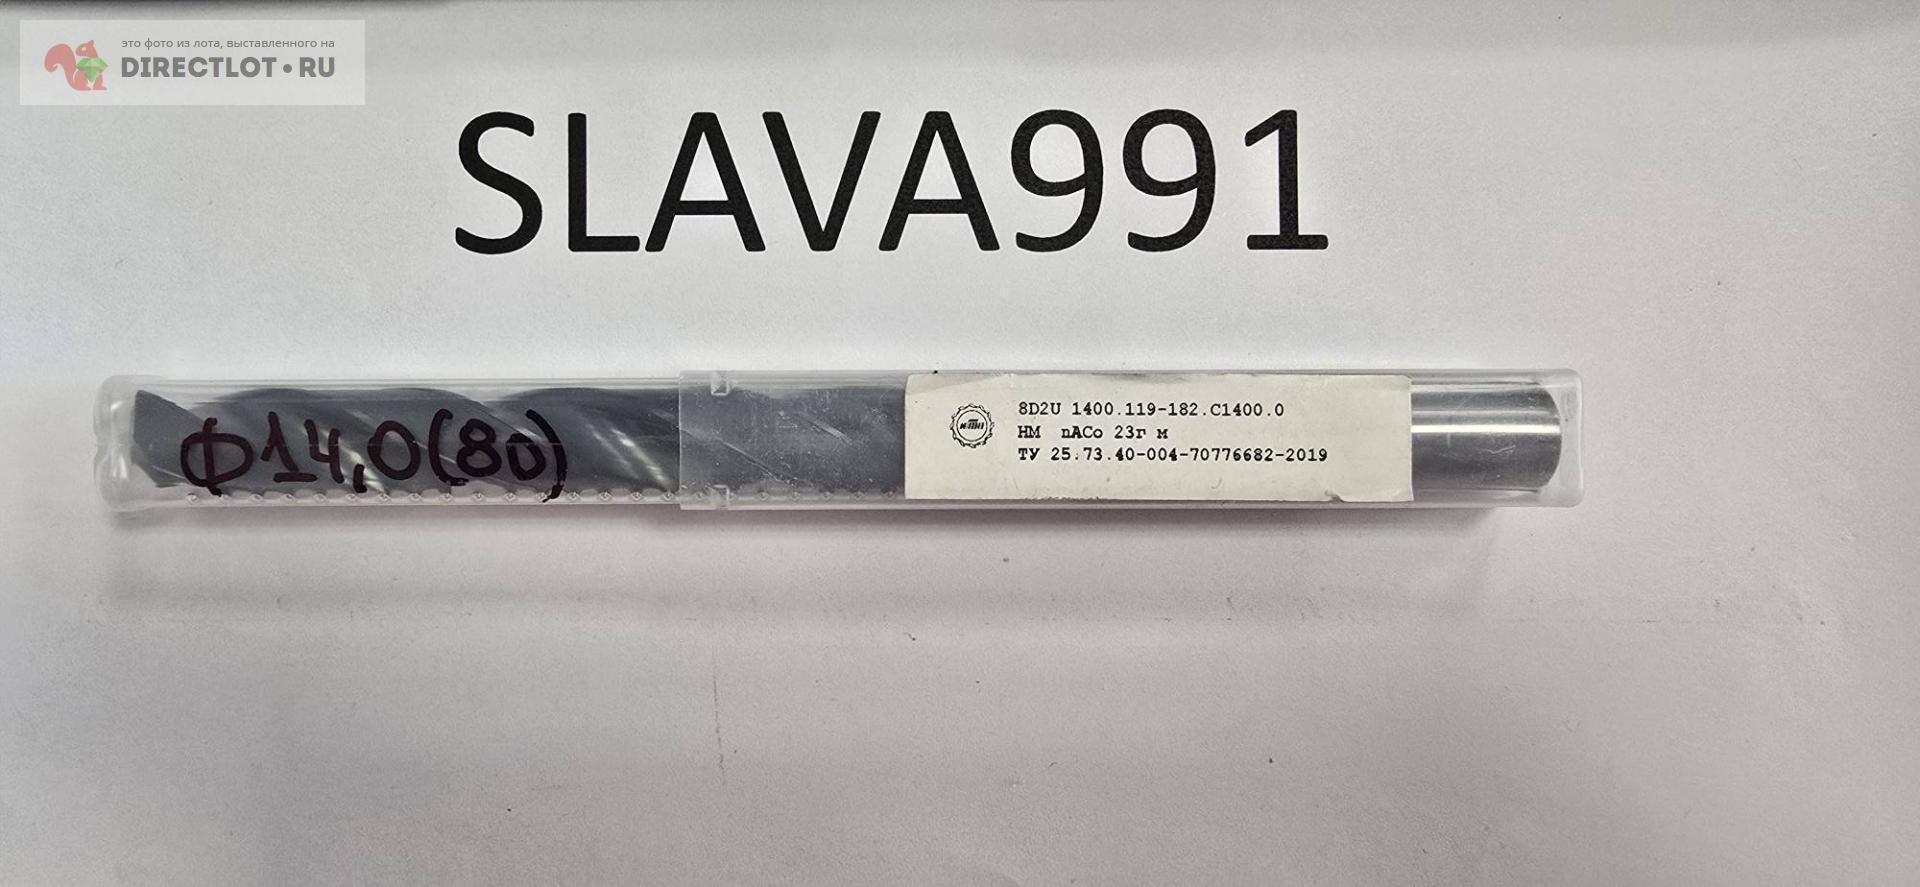 это фото из лота, выставленного на
DIRECTLOT•RU
SLAVA991
8D2U 1400.119-182.C1400.0
НМ nACo 23г м
ТУ 25.73.40-004-70776682-2019
Ф14,0(80)